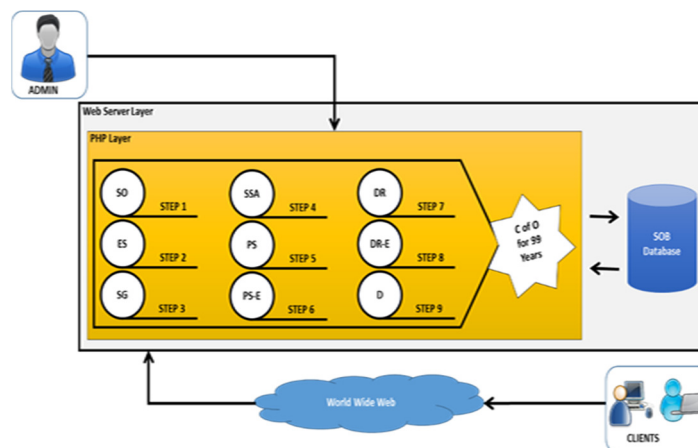 ADMIN
Web Server Layer
PHP Layer
SO
STEP 1
SSA
STEP 4
DR
STEP 7
ES
STEP 2
PS
STEP 5
DR-E
STEP 8
SG
STEP 3
PS-E
STEP 6
D
STEP 9
C of O
for 99
Years
SOB
Database
World Wide Web
CLIENTS